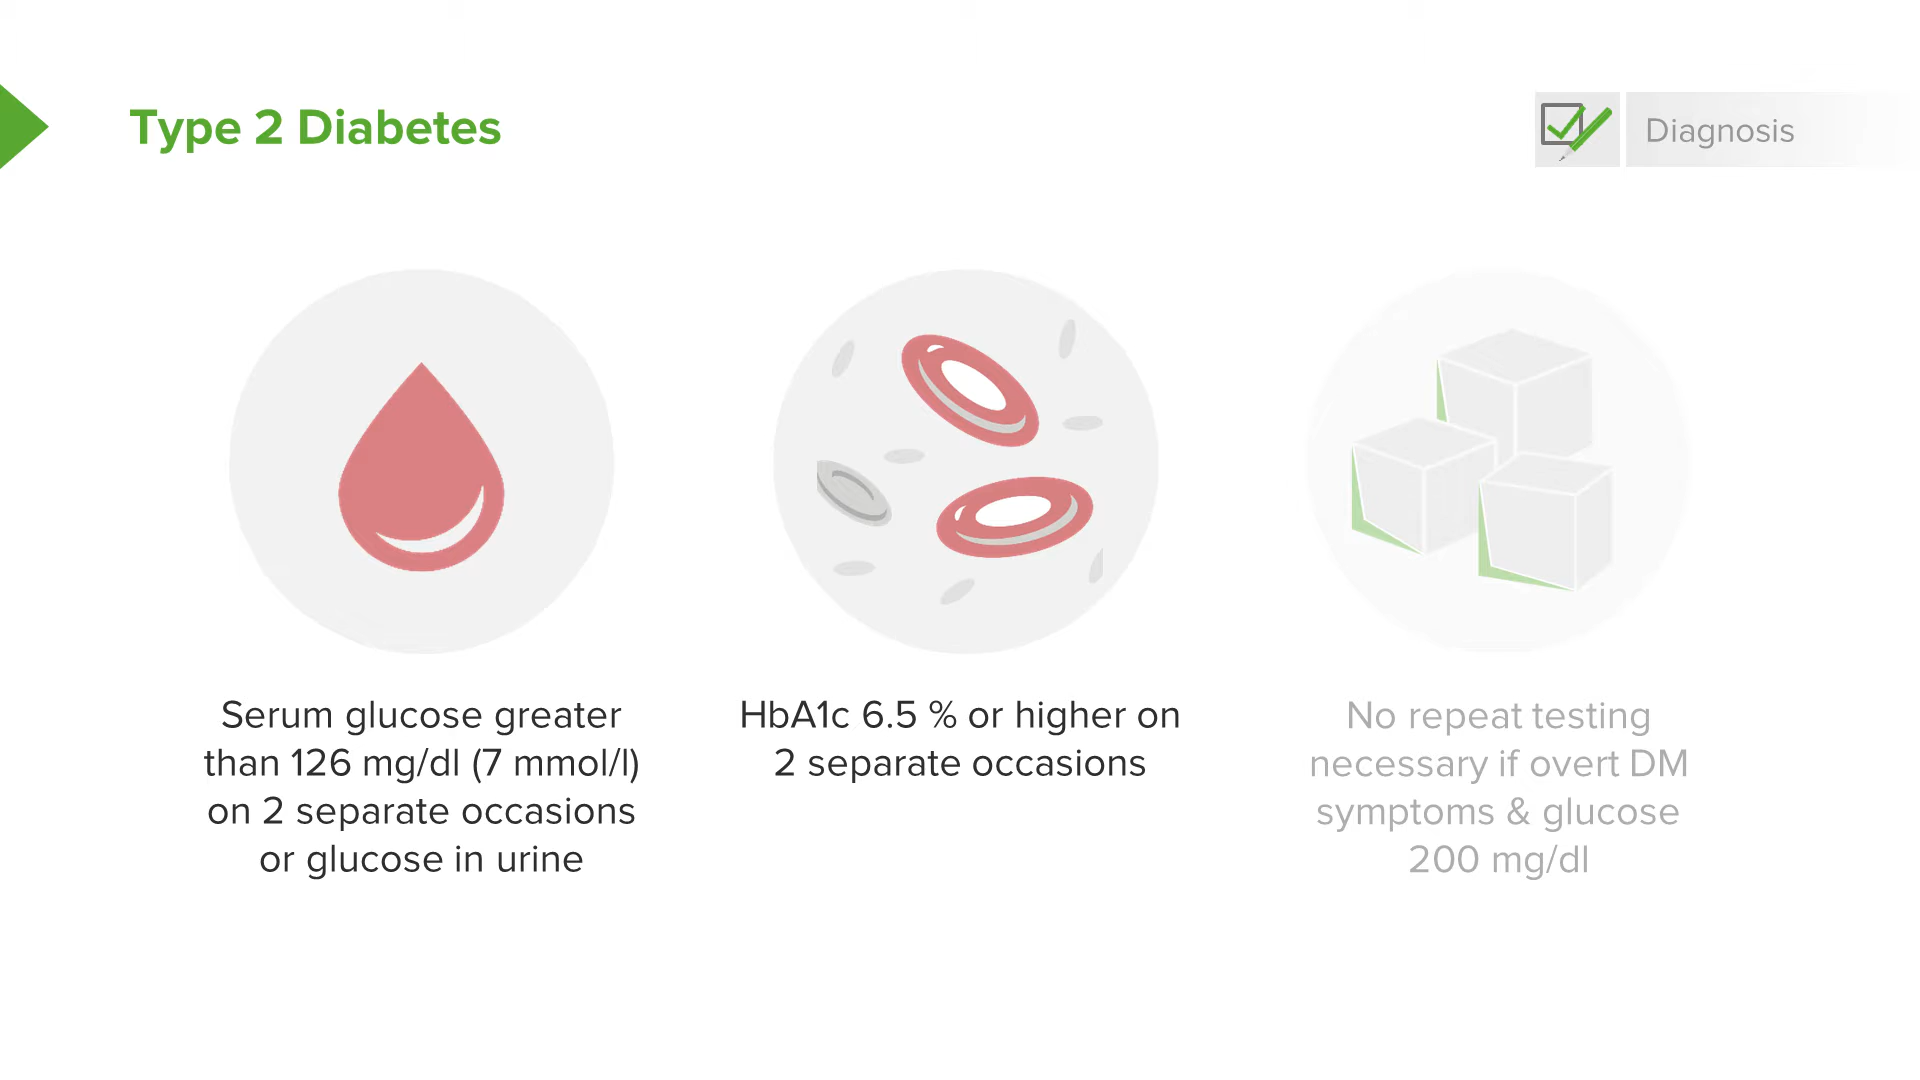 Type 2 Diabetes
Diagnosis
Serum glucose greater
than 126 mg/dl (7 mmol/l)
on 2 separate occasions
or glucose in urine
HbA1c 6.5 % or higher on
2 separate occasions
No repeat testing
necessary if overt DM
symptoms & glucose
200 mg/dl